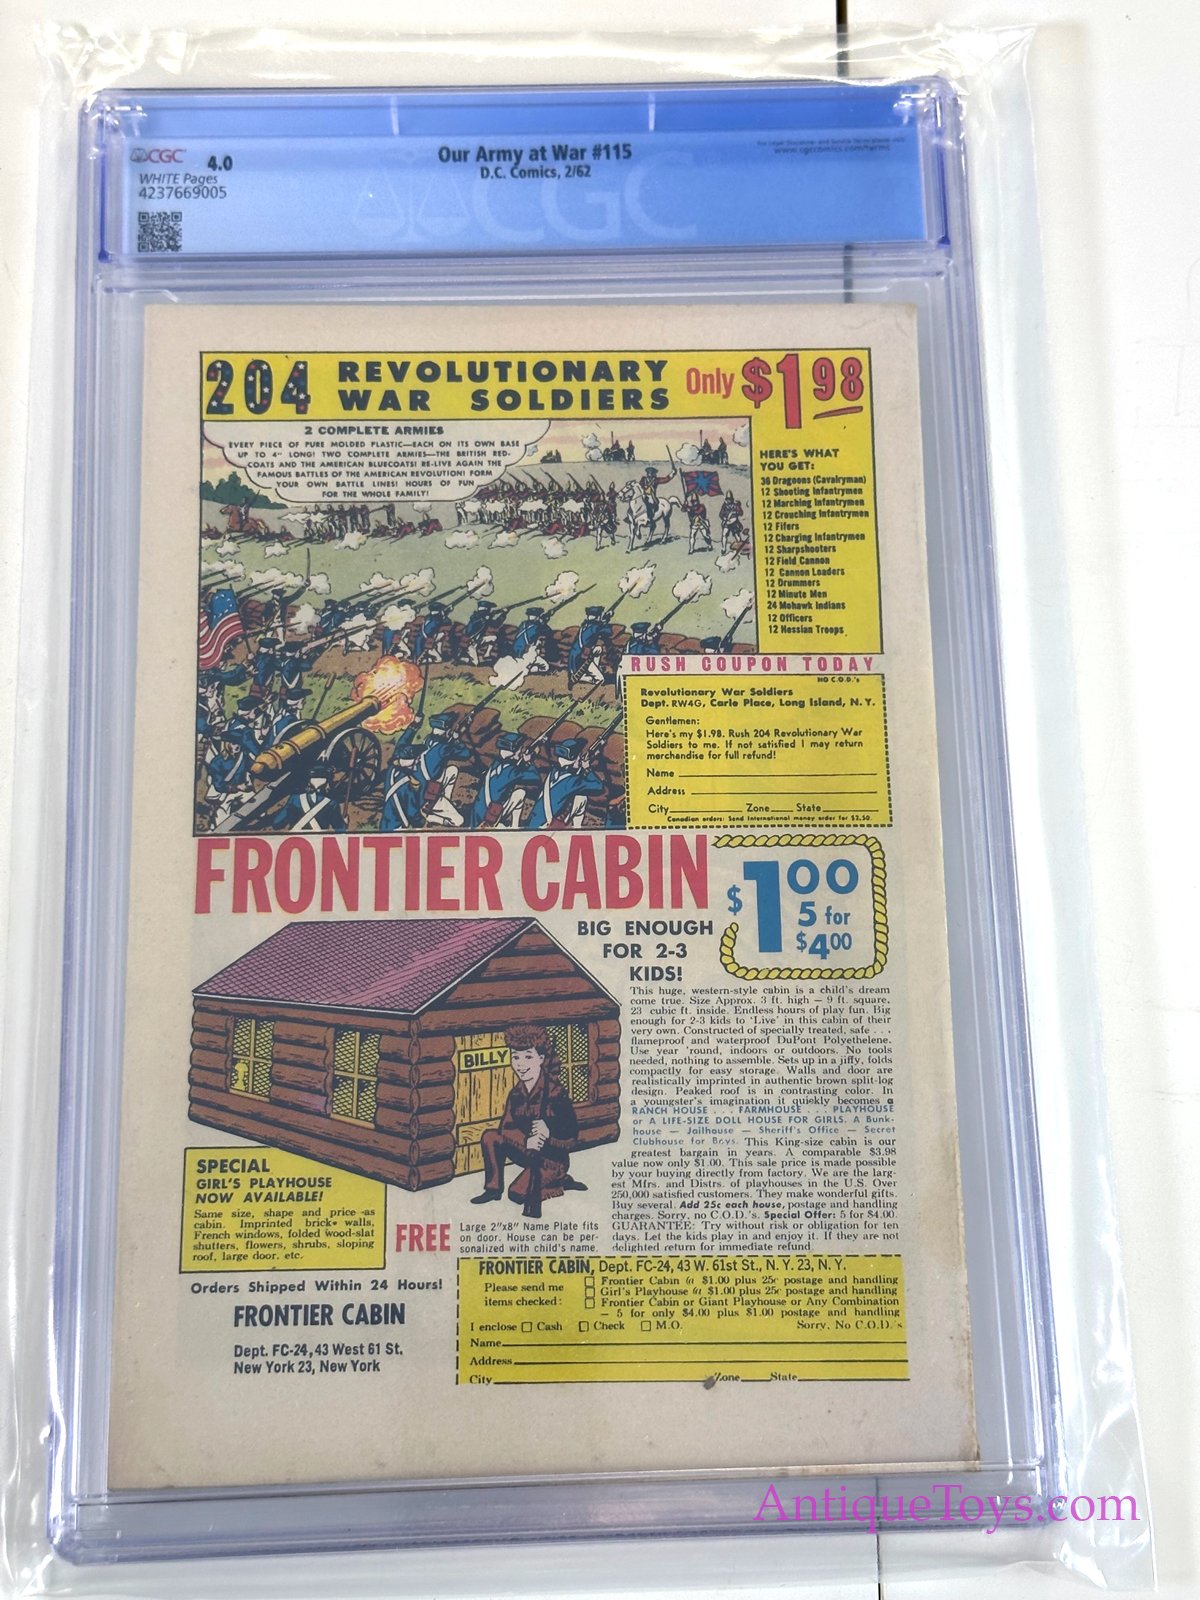 CGC 4.0
WHITE Pages
4237669005
Our Army at War #115
D.C. Comics, 2/62
www.cgccomics.com/terms
CGC
204 REVOLUTIONARY WAR SOLDIERS Only $1.98
2 COMPLETE ARMIES
EVERY PIECE OF PURE MOLDED PLASTIC—EACH ON ITS OWN BASE
UP TO 4" LONG! TWO COMPLETE ARMIES—THE BRITISH RED-
COATS AND THE AMERICAN BLUECOATS! RE-LIVE AGAIN THE
FAMOUS BATTLES OF THE AMERICAN REVOLUTION! FORM
YOUR OWN BATTLE LINES! HOURS OF FUN
FOR THE WHOLE FAMILY!
HERE'S WHAT
YOU GET:
36 Dragoons (Cavalryman)
12 Shooting Infantrymen
12 Marching Infantrymen
12 Crouching Infantrymen
12 Fifers
12 Charging Infantrymen
12 Sharpshooters
12 Field Cannon
12 Cannon Loaders
12 Drummers
12 Minute Men
24 Mohawk Indians
12 Officers
12 Hessian Troops
RUSH COUPON TODAY
NO C.O.D.'s
Revolutionary War Soldiers
Dept. RW4G, Carle Place, Long Island, N. Y.
Gentlemen:
Here's my $1.98. Rush 204 Revolutionary War
Soldiers to me. If not satisfied I may return
merchandise for full refund!
Name
Address
City Zone State
Canadian orders: Send International money order for $2.50.
FRONTIER CABIN
$1.00
5 for
$4.00
BIG ENOUGH
FOR 2-3
KIDS!
BILLY
This huge, western-style cabin is a child's dream
come true. Size Approx. 3 ft. high — 9 ft. square,
23 cubic ft. inside. Endless hours of play fun. Big
enough for 2-3 kids to 'Live' in this cabin of their
very own. Constructed of specially treated, safe . . .
flameproof and waterproof DuPont Polyethelene.
Use year 'round, indoors or outdoors. No tools
needed, nothing to assemble. Sets up in a jiffy, folds
compactly for easy storage. Walls and door are
realistically imprinted in authentic brown split-log
design. Peaked roof is in contrasting color. In
a youngster's imagination it quickly becomes a
RANCH HOUSE . . . FARMHOUSE . . . PLAYHOUSE
or A LIFE-SIZE DOLL HOUSE FOR GIRLS. A Bunk-
house — Jailhouse — Sheriff's Office — Secret
Clubhouse for Boys. This King-size cabin is our
greatest bargain in years. A comparable $3.98
value now only $1.00. This sale price is made possible
by your buying directly from factory. We are the larg-
est Mfrs. and Distrs. of playhouses in the U.S. Over
250,000 satisfied customers. They make wonderful gifts.
Buy several. Add 25c each house, postage and handling
charges. Sorry, no C.O.D.'s. Special Offer: 5 for $4.00.
GUARANTEE: Try without risk or obligation for ten
days. Let the kids play in and enjoy it. If they are not
delighted return for immediate refund.
SPECIAL
GIRL'S PLAYHOUSE
NOW AVAILABLE!
Same size, shape and price as
cabin. Imprinted brick walls,
French windows, folded wood-slat
shutters, flowers, shrubs, sloping
roof, large door, etc.
FREE
Large 2"x8" Name Plate fits
on door. House can be per-
sonalized with child's name.
Orders Shipped Within 24 Hours!
FRONTIER CABIN
Dept. FC-24, 43 West 61 St.
New York 23, New York
FRONTIER CABIN, Dept. FC-24, 43 W. 61st St., N. Y. 23, N. Y.
Please send me
items checked:
Frontier Cabin @ $1.00 plus 25c postage and handling
Girl's Playhouse @ $1.00 plus 25c postage and handling
Frontier Cabin or Giant Playhouse or Any Combination
— 5 for only $4.00 plus $1.00 postage and handling
I enclose Cash Check M.O. Sorry, No C.O.D.'s
Name
Address
City Zone State
AntiqueToys.com